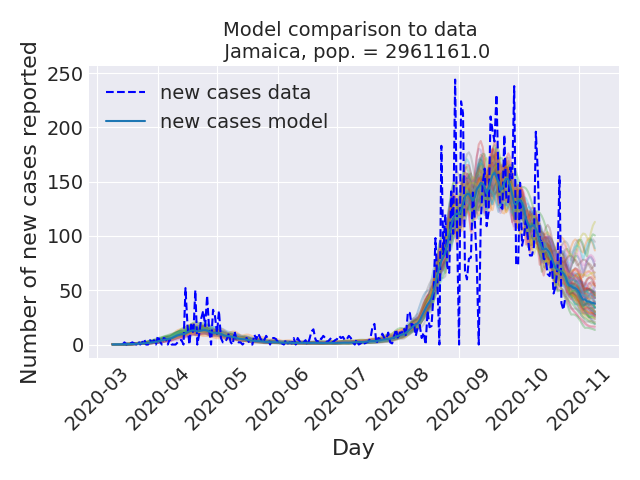 Model comparison to data
Jamaica, pop. = 2961161.0
Number of new cases reported
250
200
150
100
50
0
new cases data
new cases model
2020-03
2020-04
2020-05
2020-06
2020-07
2020-08
2020-09
2020-10
2020-11
Day